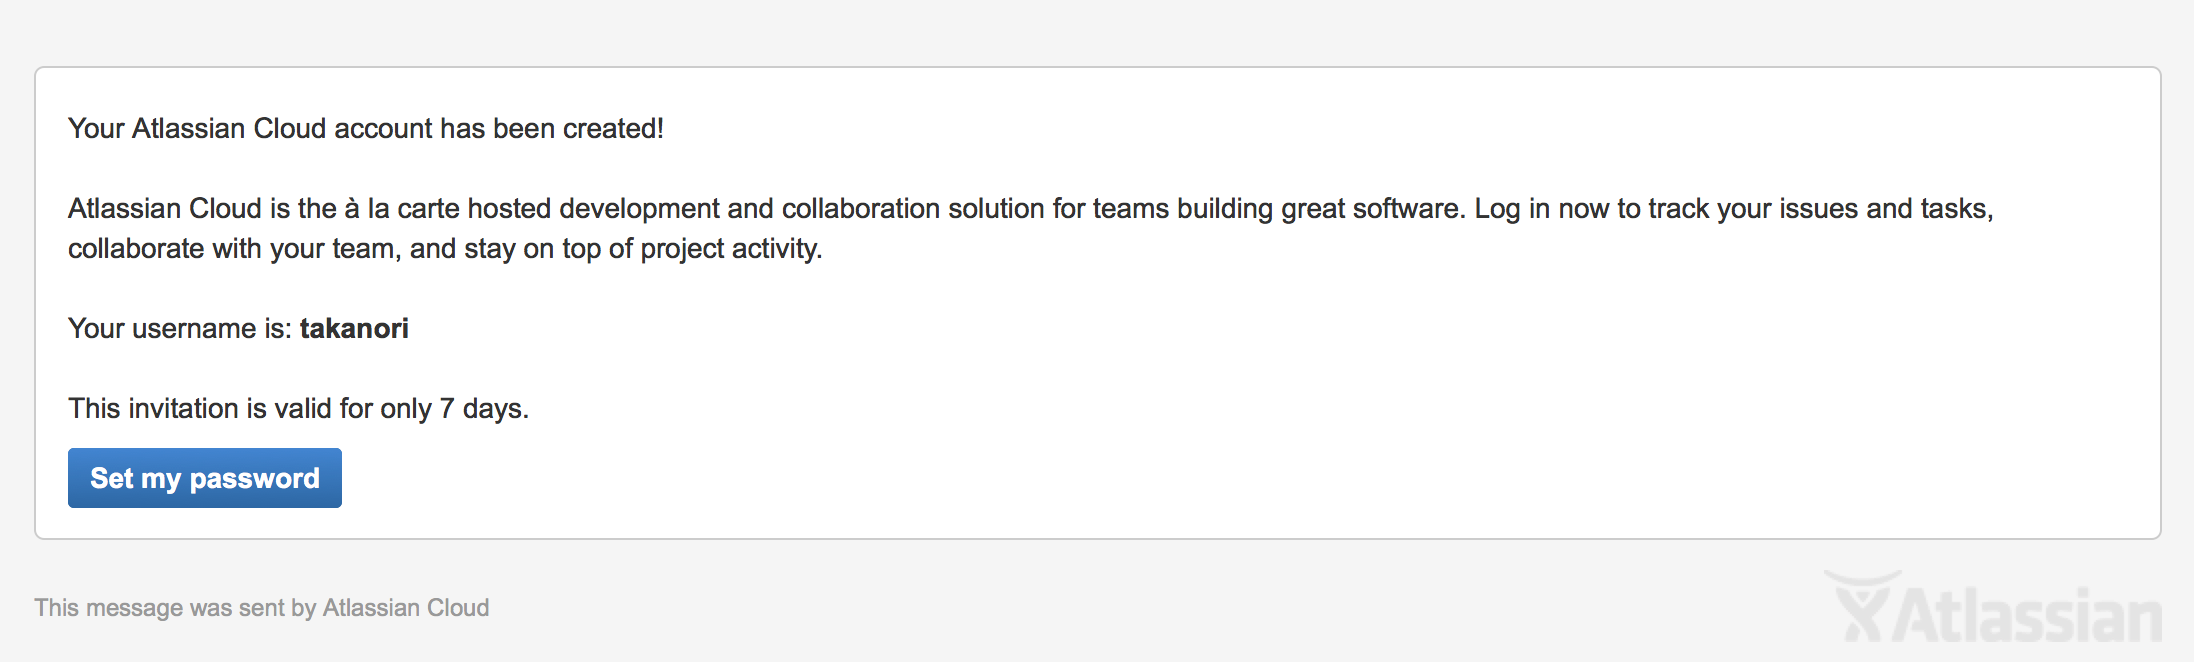 Your Atlassian Cloud account has been created!
Atlassian Cloud is the à la carte hosted development and collaboration solution for teams building great software. Log in now to track your issues and tasks,
collaborate with your team, and stay on top of project activity.
Your username is: takanori
This invitation is valid for only 7 days.
Set my password
This message was sent by Atlassian Cloud
Atlassian